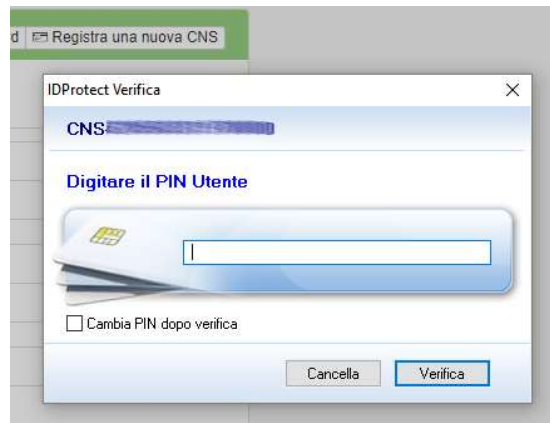 d Registra una nuova CNS
IDProtect Verifica
CNS
Digitare il PIN Utente
Cambia PIN dopo verifica
Cancella Verifica